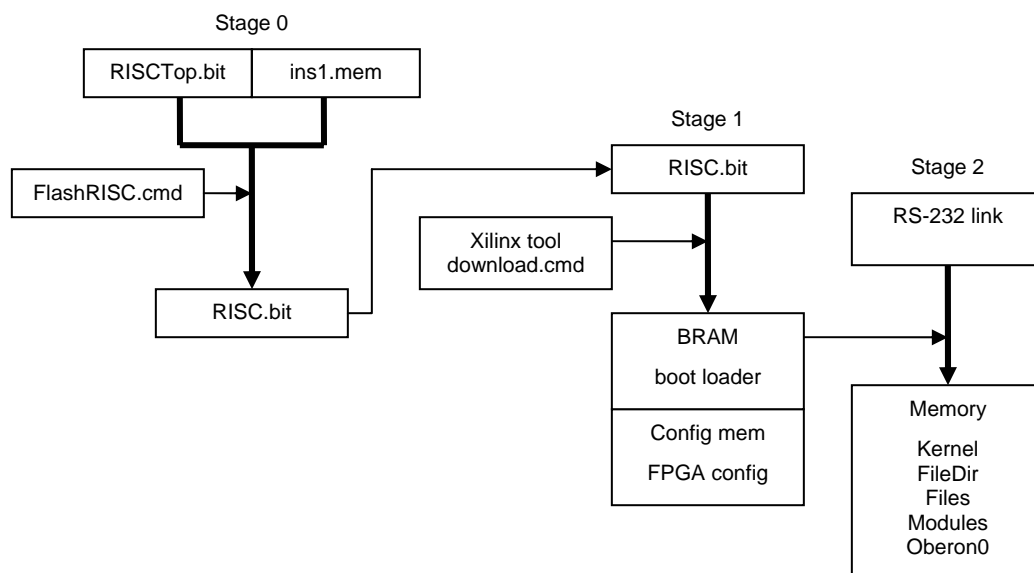 Stage 0
RISCTop.bit
ins1.mem
FlashRISC.cmd
RISC.bit
Stage 1
RISC.bit
Xilinx tool
download.cmd
BRAM
boot loader
Config mem
FPGA config
Stage 2
RS-232 link
Memory
Kernel
FileDir
Files
Modules
Oberon0